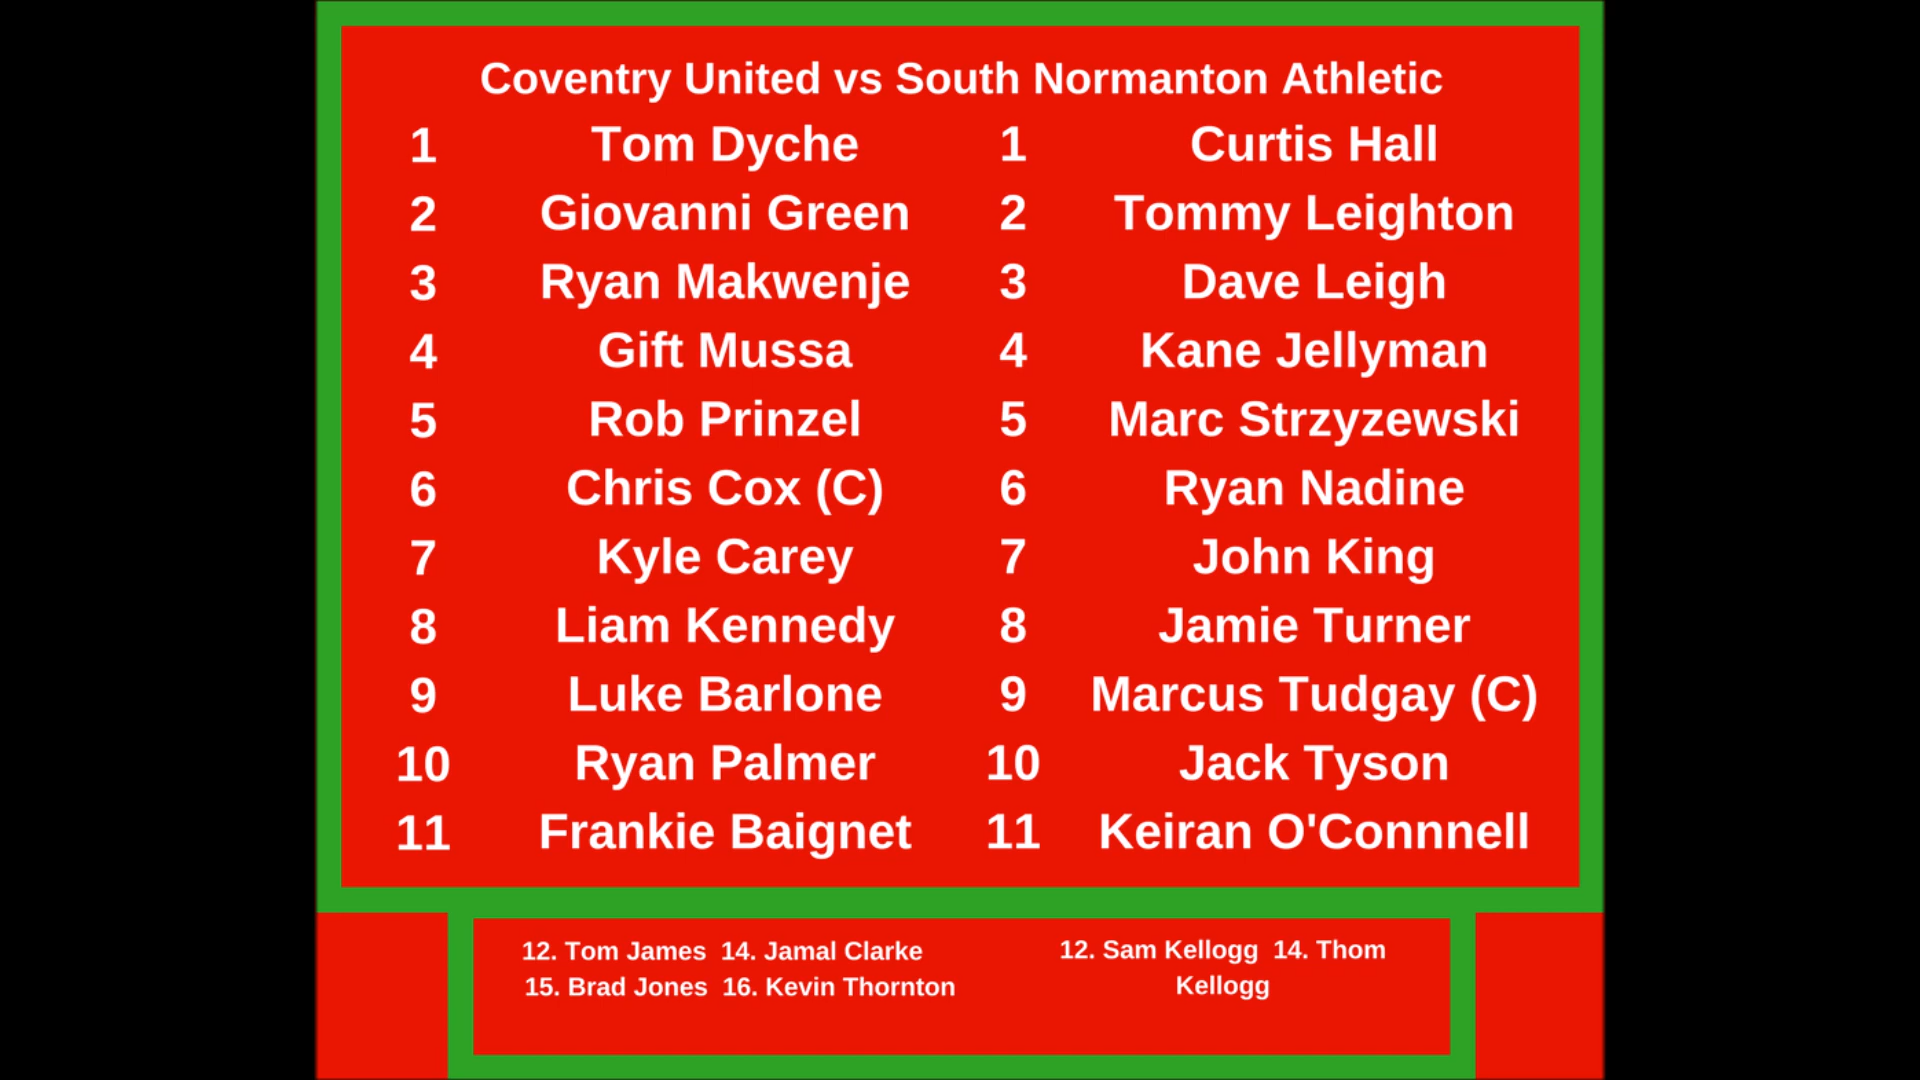 Coventry United vs South Normanton Athletic
1 Tom Dyche 1 Curtis Hall
2 Giovanni Green 2 Tommy Leighton
3 Ryan Makwenje 3 Dave Leigh
4 Gift Mussa 4 Kane Jellyman
5 Rob Prinzel 5 Marc Strzyzewski
6 Chris Cox (C) 6 Ryan Nadine
7 Kyle Carey 7 John King
8 Liam Kennedy 8 Jamie Turner
9 Luke Barlone 9 Marcus Tudgay (C)
10 Ryan Palmer 10 Jack Tyson
11 Frankie Baignet 11 Keiran O'Connnell
12. Tom James 14. Jamal Clarke
15. Brad Jones 16. Kevin Thornton
12. Sam Kellogg 14. Thom
Kellogg